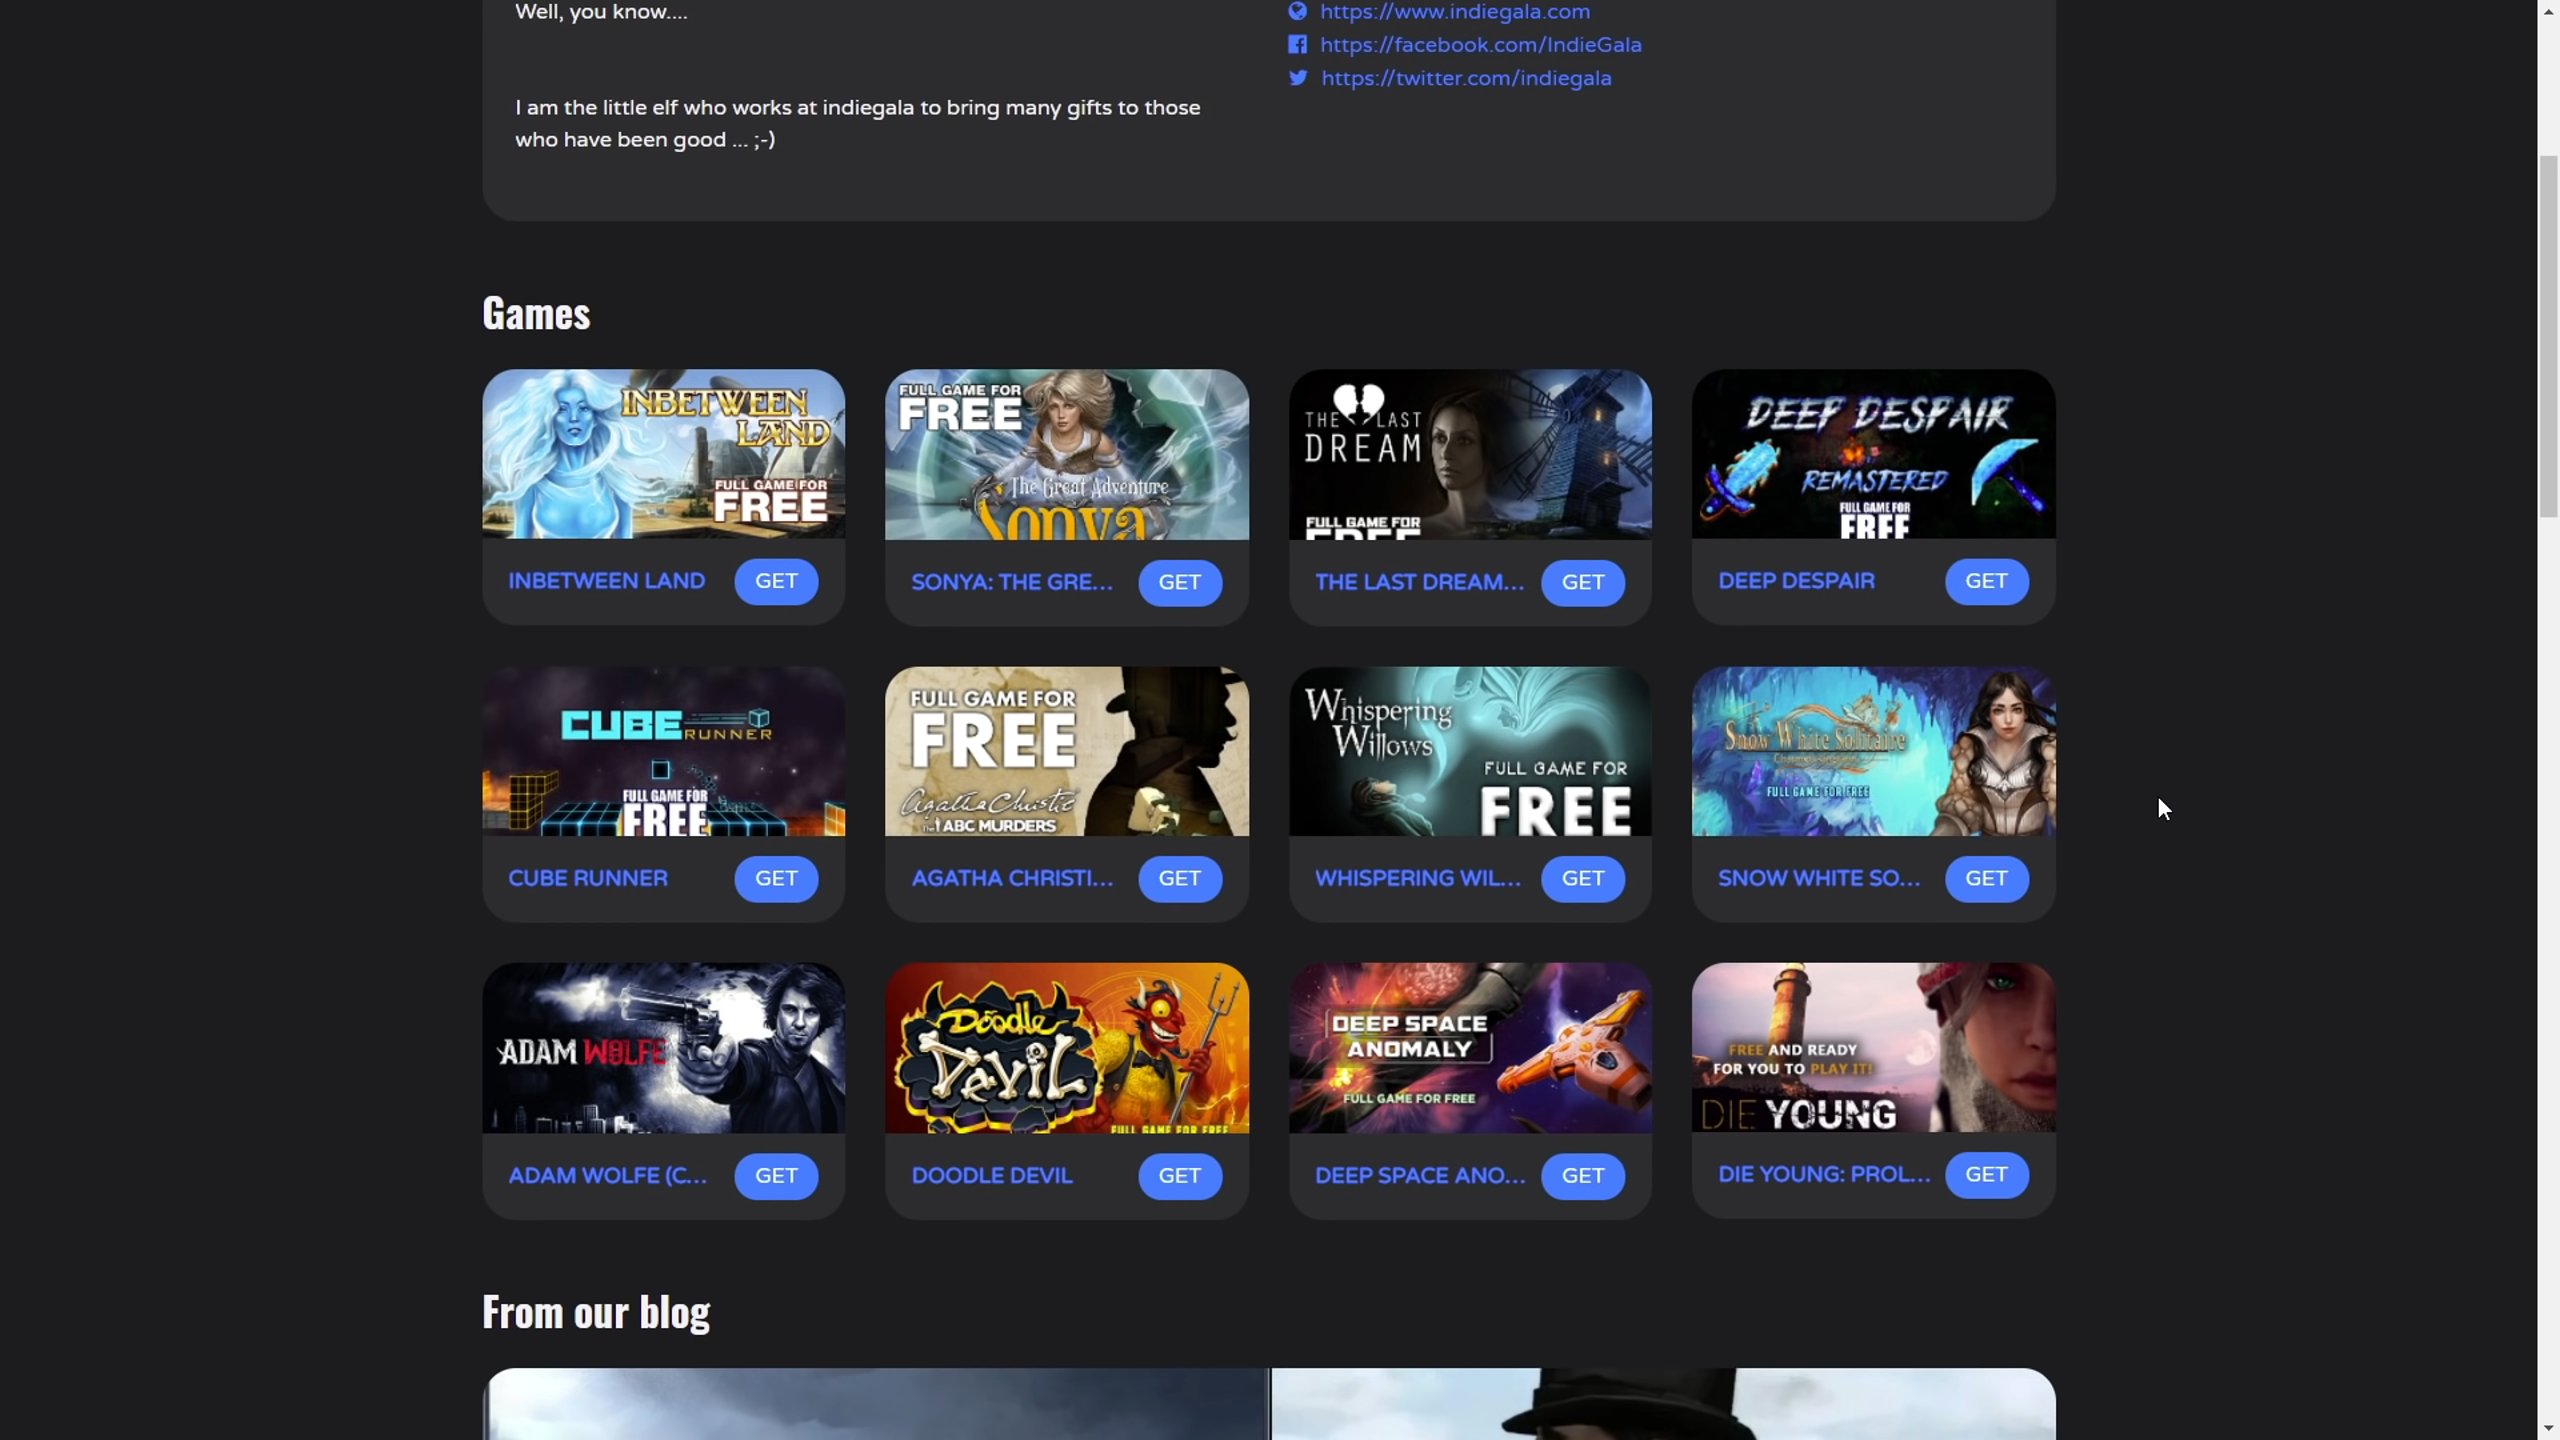 Well, you know....
https://www.indiegala.com
https://facebook.com/IndieGala
https://twitter.com/indiegala
I am the little elf who works at indiegala to bring many gifts to those
who have been good ... ;-)
Games
INBETWEEN
LAND
FULL GAME FOR
FREE
FULL GAME FOR
FREE
The Great Adventure
Sonya
THE LAST
DREAM
FULL GAME FOR
FREE
DEEP DESPAIR
REMASTERED
FULL GAME FOR
FREE
INBETWEEN LAND
GET
SONYA: THE GRE...
GET
THE LAST DREAM...
GET
DEEP DESPAIR
GET
CUBE
RUNNER
FULL GAME FOR
FREE
FULL GAME FOR
FREE
Agatha Christie
The ABC MURDERS
Whispering
Willows
FULL GAME FOR
FREE
Snow White Solitaire
FULL GAME FOR FREE
CUBE RUNNER
GET
AGATHA CHRISTI...
GET
WHISPERING WIL...
GET
SNOW WHITE SO...
GET
ADAM WOLFE
Doodle
Devil
FULL GAME FOR FREE
DEEP SPACE
ANOMALY
FULL GAME FOR FREE
FREE AND READY
FOR YOU TO PLAY IT!
DIE YOUNG
ADAM WOLFE (C...
GET
DOODLE DEVIL
GET
DEEP SPACE ANO...
GET
DIE YOUNG: PROL...
GET
From our blog